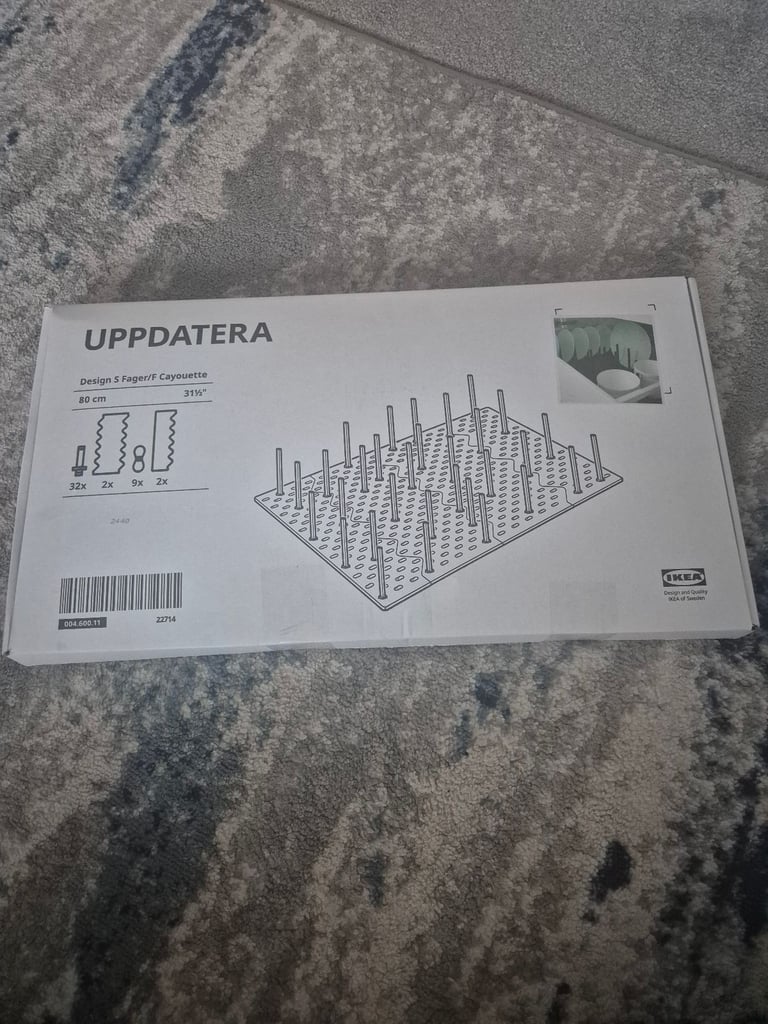 UPPDATERA
Design S Fager/F Cayouette
80 cm 31½"
32x 2x 9x 2x
2440
004.600.11 22714
IKEA
Design and Quality
IKEA of Sweden